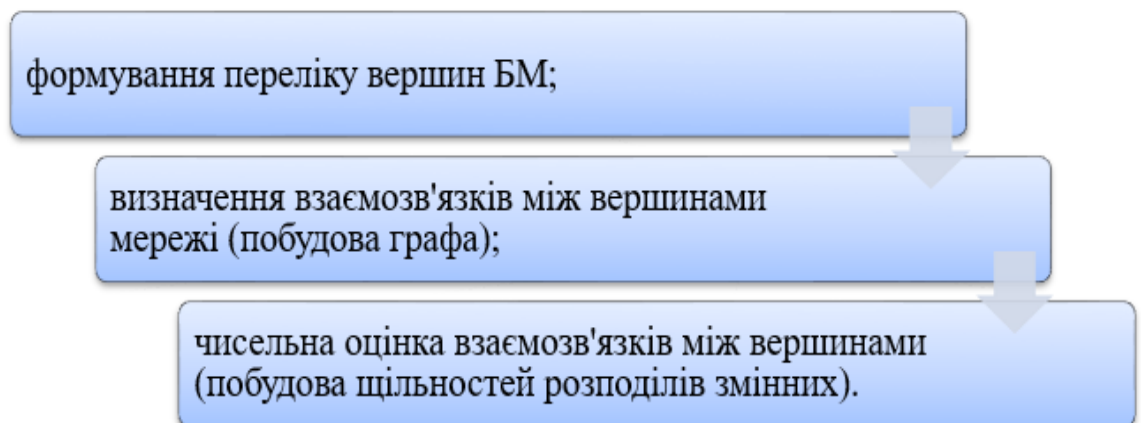 формування переліку вершин БМ;
визначення взаємозв'язків між вершинами
мережі (побудова графа);
чисельна оцінка взаємозв'язків між вершинами
(побудова щільностей розподілів змінних).